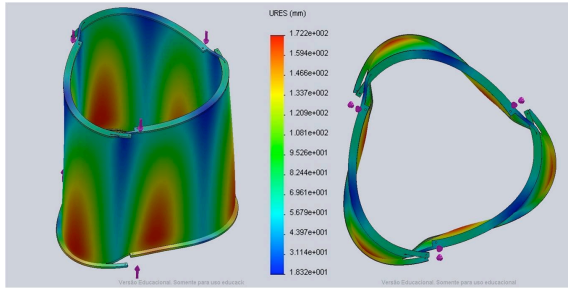 URES (mm)
1.722e+002
1.594e+002
1.466e+002
1.337e+002
1.209e+002
1.081e+002
9.526e+001
8.244e+001
6.961e+001
5.679e+001
4.397e+001
3.114e+001
1.832e+001
Versão Educacional. Somente para uso educacio
Versão Educacional. Somente para uso educacional